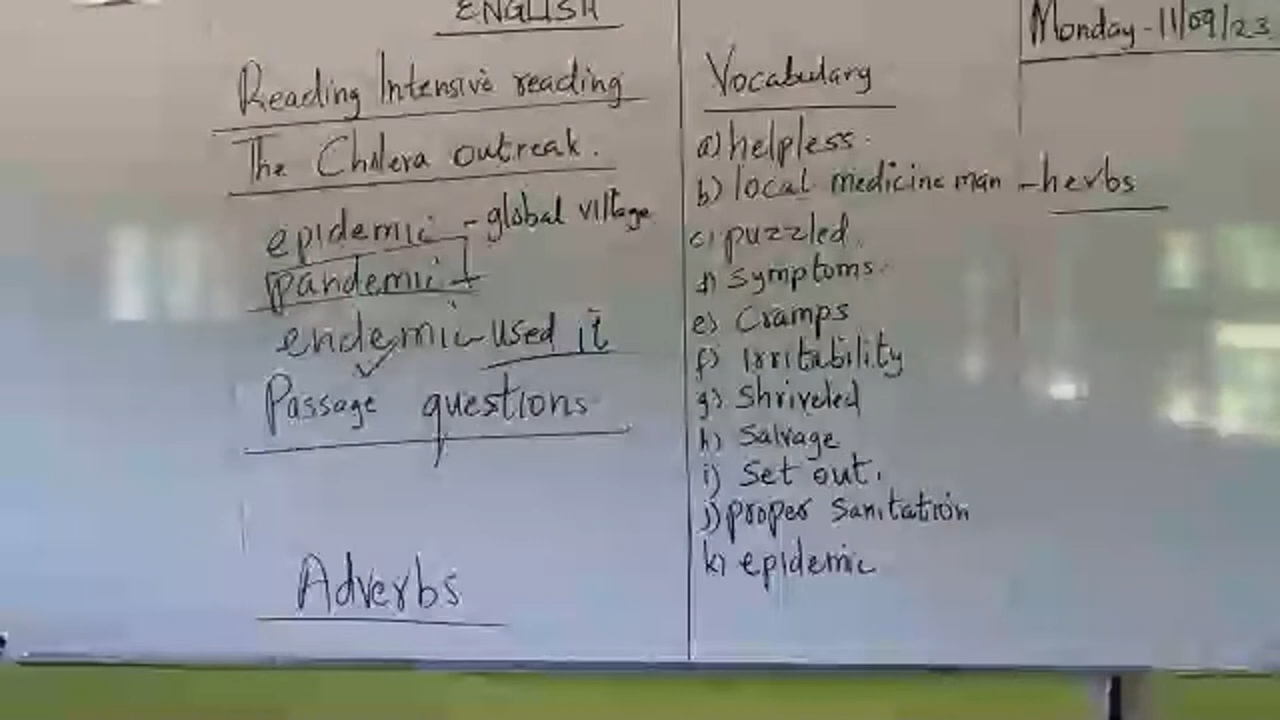 ENGLISH
Reading Intensive reading
The Cholera outreak.
epidemic - global village
pandemic
endemic - used it
Passage questions
Adverbs
Vocabulary
a) helpless.
b) local medicine man - herbs
c) puzzled.
d) Symptoms.
e) Cramps
f) Irritability
g) Shriveled
h) Salvage
i) Set out.
j) proper Sanitation
k) epidemic
Monday - 11/09/23